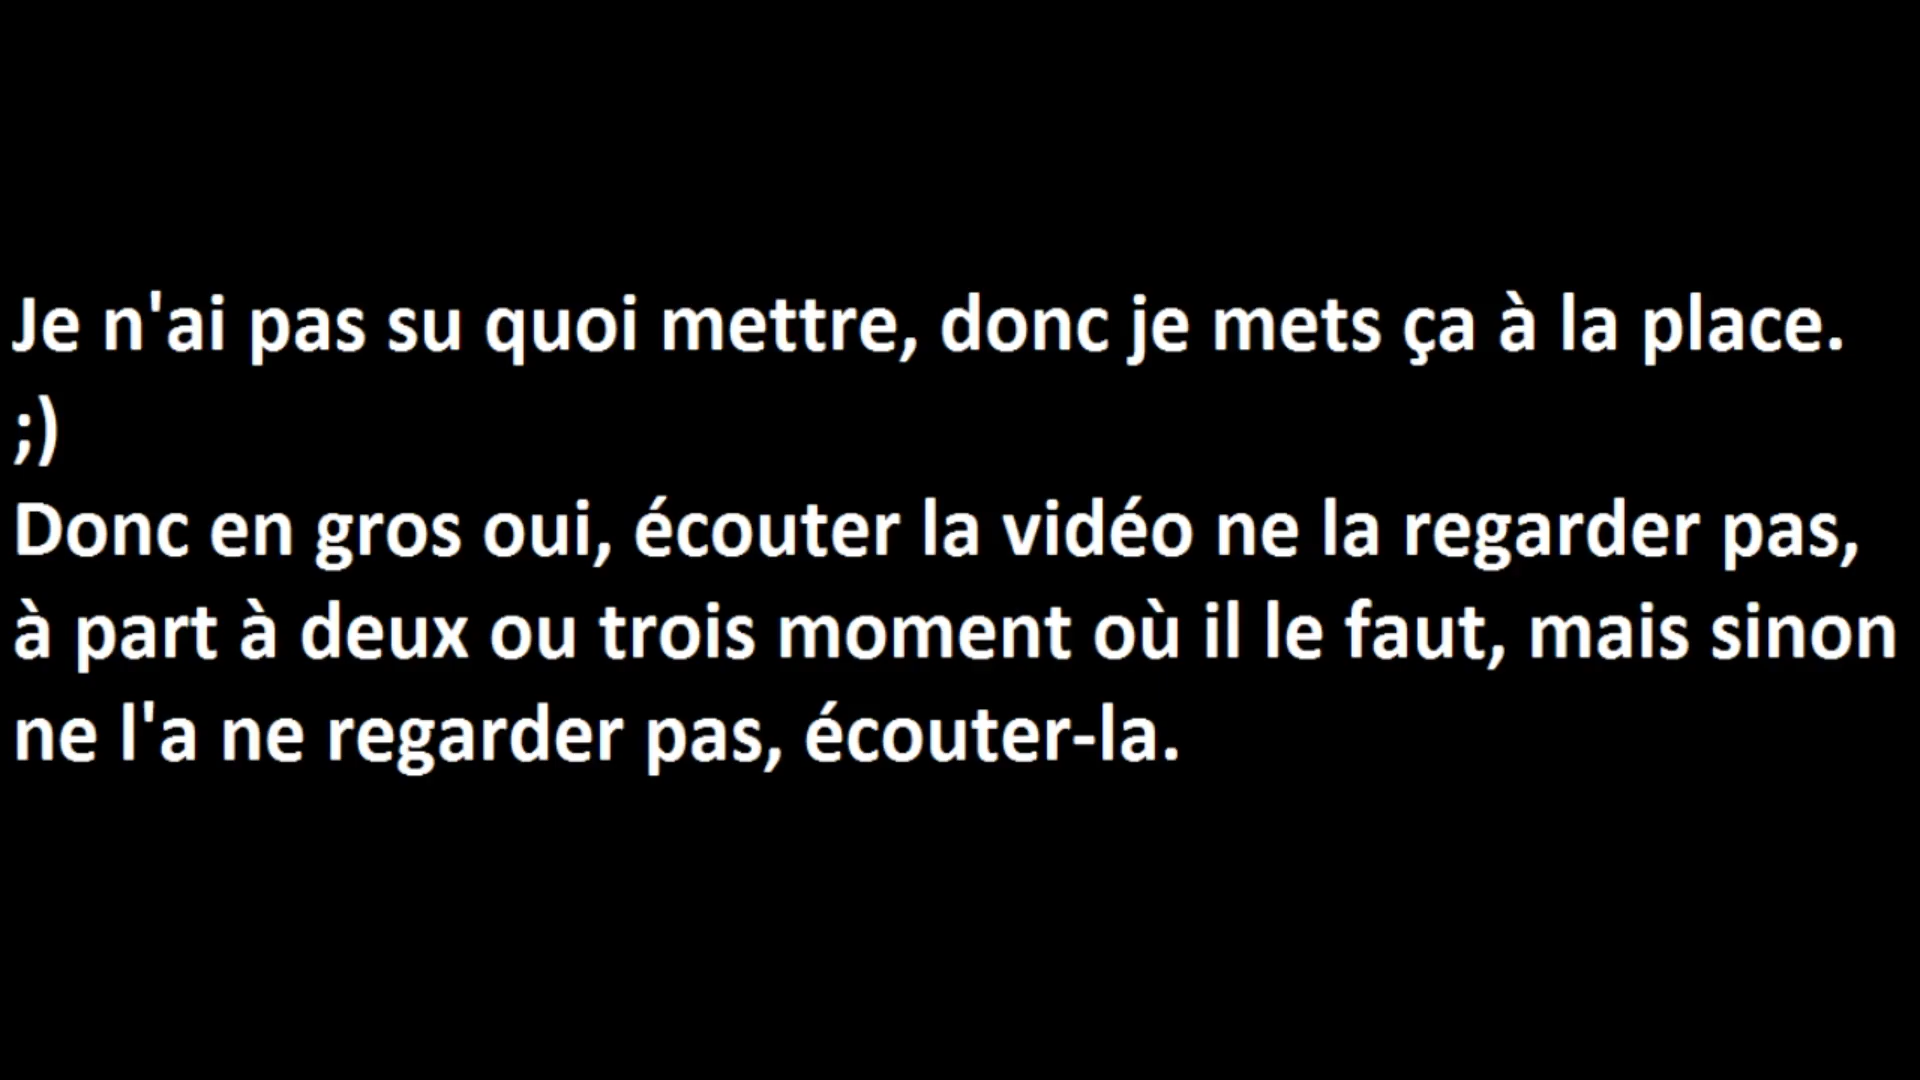 Je n'ai pas su quoi mettre, donc je mets ça à la place.
;)
Donc en gros oui, écouter la vidéo ne la regarder pas,
à part à deux ou trois moment où il le faut, mais sinon
ne l'a ne regarder pas, écouter-la.